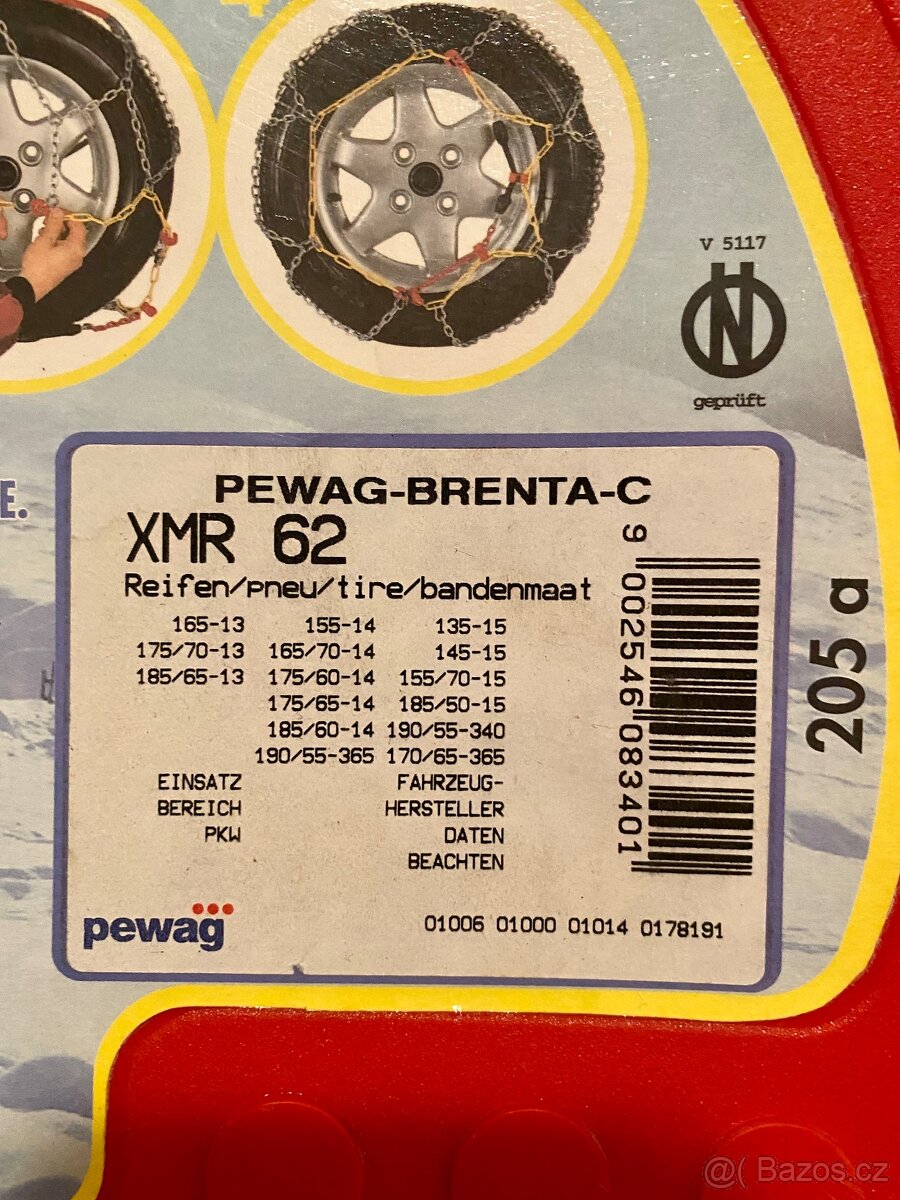 4
V 5117
N
geprüft
E.
PEWAG-BRENTA-C
XMR 62
Reifen/pneu/tire/bandenmaat
165-13 155-14 135-15
175/70-13 165/70-14 145-15
185/65-13 175/60-14 155/70-15
175/65-14 185/50-15
185/60-14 190/55-340
190/55-365 170/65-365
EINSATZ FAHRZEUG-
BEREICH HERSTELLER
PKW DATEN
BEACHTEN
9 002546 083401
205 a
pewag
01006 01000 01014 0178191
@( Bazos.cz